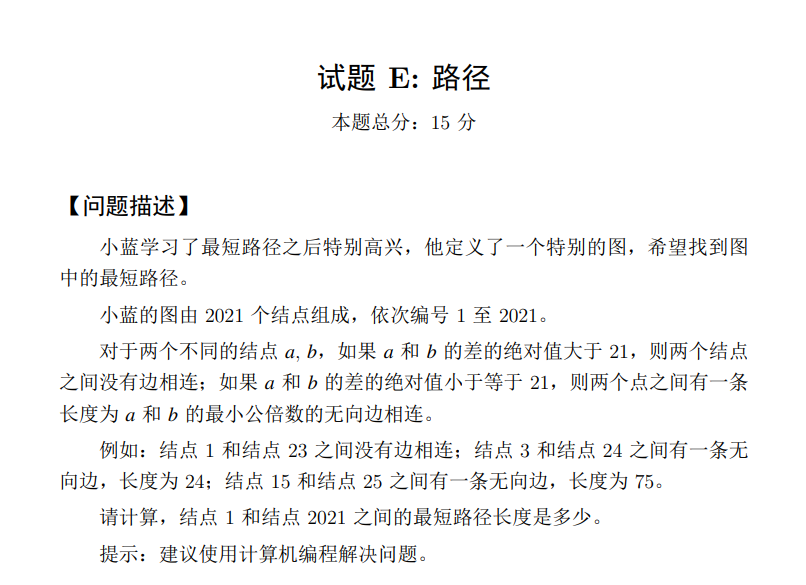 试题 E: 路径
本题总分：15 分
【问题描述】
小蓝学习了最短路径之后特别高兴，他定义了一个特别的图，希望找到图
中的最短路径。
小蓝的图由 2021 个结点组成，依次编号 1 至 2021。
对于两个不同的结点 a, b，如果 a 和 b 的差的绝对值大于 21，则两个结点
之间没有边相连；如果 a 和 b 的差的绝对值小于等于 21，则两个点之间有一条
长度为 a 和 b 的最小公倍数的无向边相连。
例如：结点 1 和结点 23 之间没有边相连；结点 3 和结点 24 之间有一条无
向边，长度为 24；结点 15 和结点 25 之间有一条无向边，长度为 75。
请计算，结点 1 和结点 2021 之间的最短路径长度是多少。
提示：建议使用计算机编程解决问题。